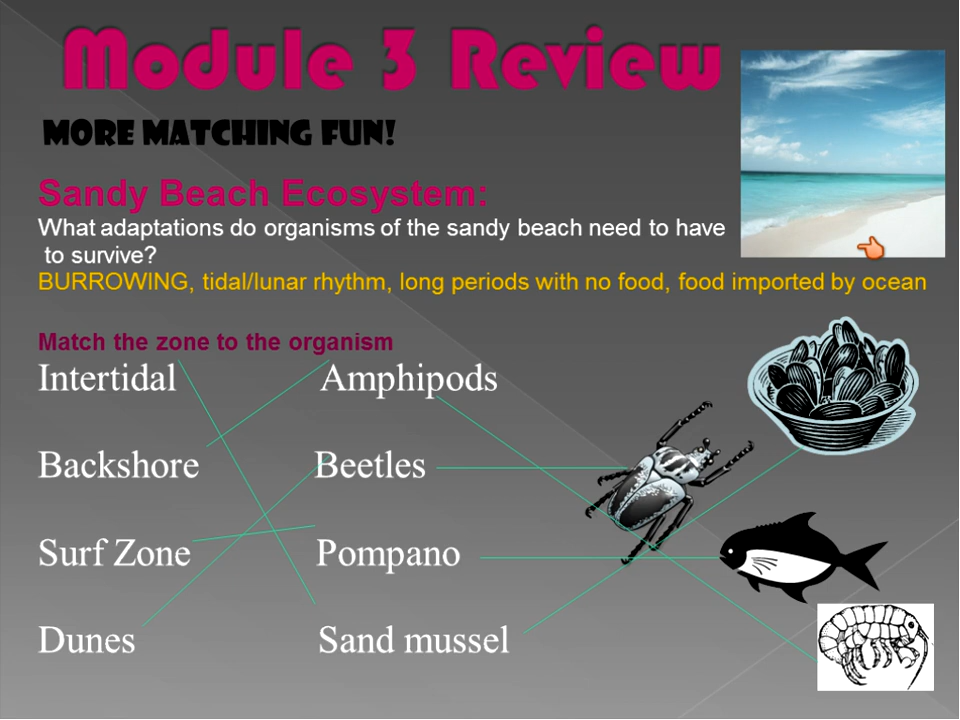 Module 3 Review
MORE MATCHING FUN!
Sandy Beach Ecosystem:
What adaptations do organisms of the sandy beach need to have
to survive?
BURROWING, tidal/lunar rhythm, long periods with no food, food imported by ocean
Match the zone to the organism
Intertidal Amphipods
Backshore Beetles
Surf Zone Pompano
Dunes Sand mussel